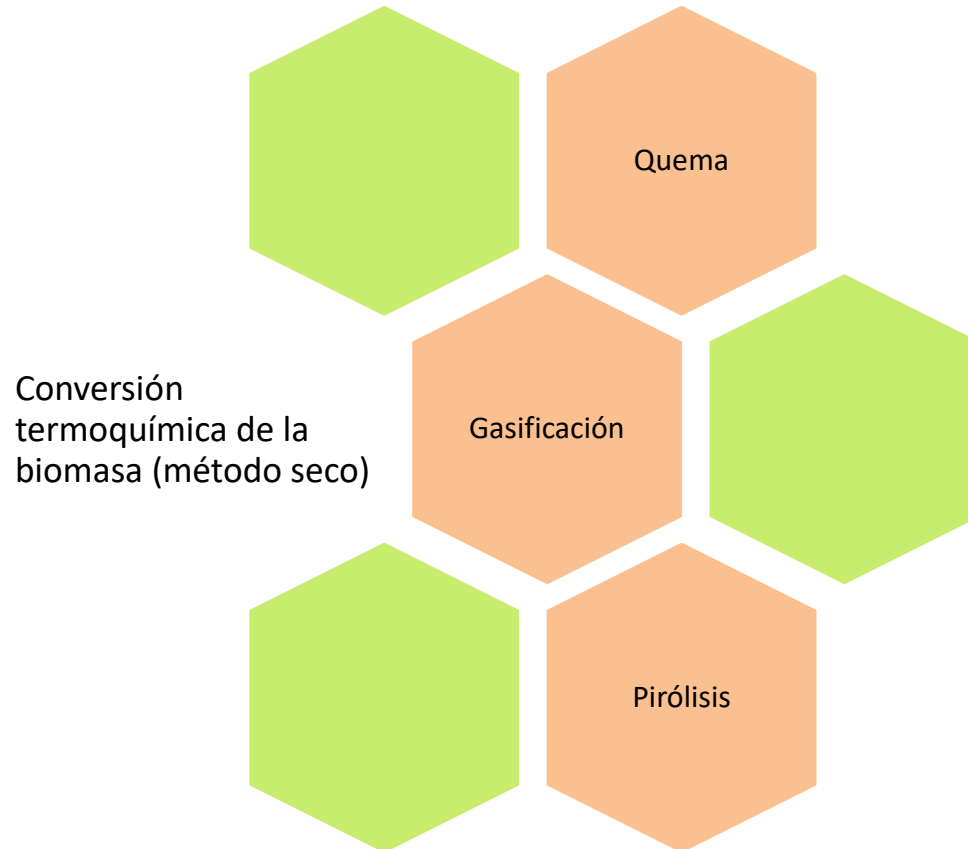 Quema
Conversión
termoquímica de la
biomasa (método seco)
Gasificación
Pirólisis